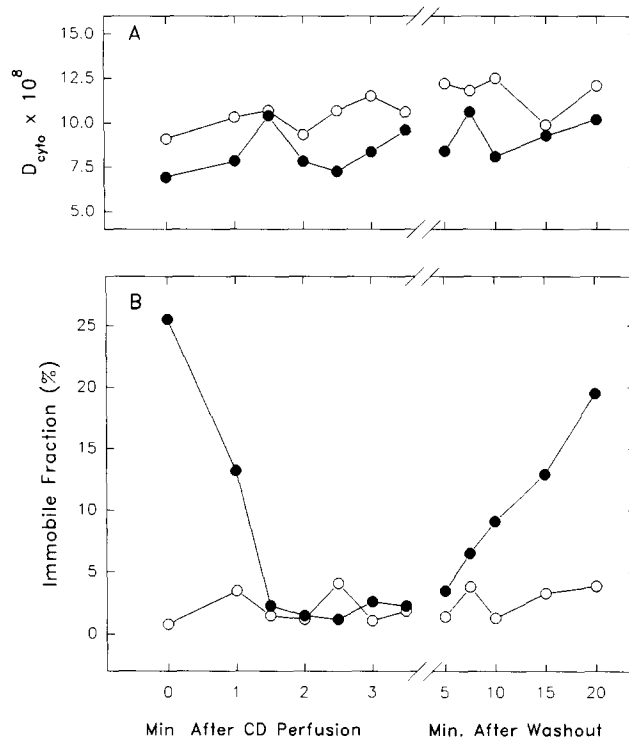 A
15.0
12.5
10.0
7.5
5.0
D_cyto × 10^8
B
25
20
15
10
5
0
Immobile Fraction (%)
0 1 2 3 5 10 15 20
Min After CD Perfusion Min. After Washout